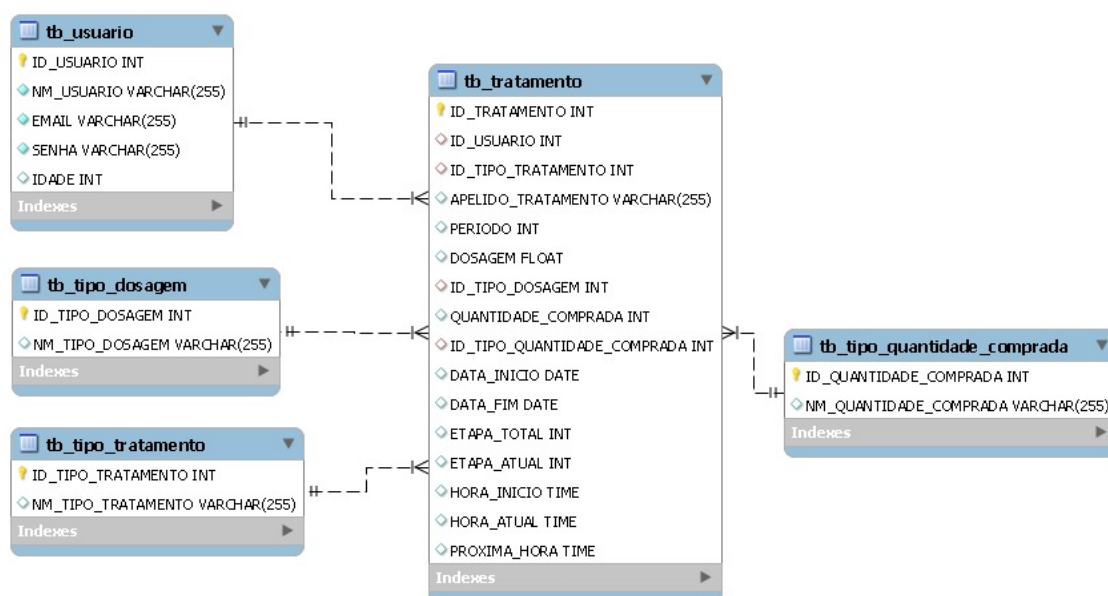 tb_usuario
ID_USUARIO INT
NM_USUARIO VARCHAR(255)
EMAIL VARCHAR(255)
SENHA VARCHAR(255)
IDADE INT
Indexes
tb_tipo_dosagem
ID_TIPO_DOSAGEM INT
NM_TIPO_DOSAGEM VARCHAR(255)
Indexes
tb_tipo_tratamento
ID_TIPO_TRATAMENTO INT
NM_TIPO_TRATAMENTO VARCHAR(255)
Indexes
tb_tratamento
ID_TRATAMENTO INT
ID_USUARIO INT
ID_TIPO_TRATAMENTO INT
APELIDO_TRATAMENTO VARCHAR(255)
PERIODO INT
DOSAGEM FLOAT
ID_TIPO_DOSAGEM INT
QUANTIDADE_COMPRADA INT
ID_TIPO_QUANTIDADE_COMPRADA INT
DATA_INICIO DATE
DATA_FIM DATE
ETAPA_TOTAL INT
ETAPA_ATUAL INT
HORA_INICIO TIME
HORA_ATUAL TIME
PROXIMA_HORA TIME
Indexes
tb_tipo_quantidade_comprada
ID_QUANTIDADE_COMPRADA INT
NM_QUANTIDADE_COMPRADA VARCHAR(255)
Indexes